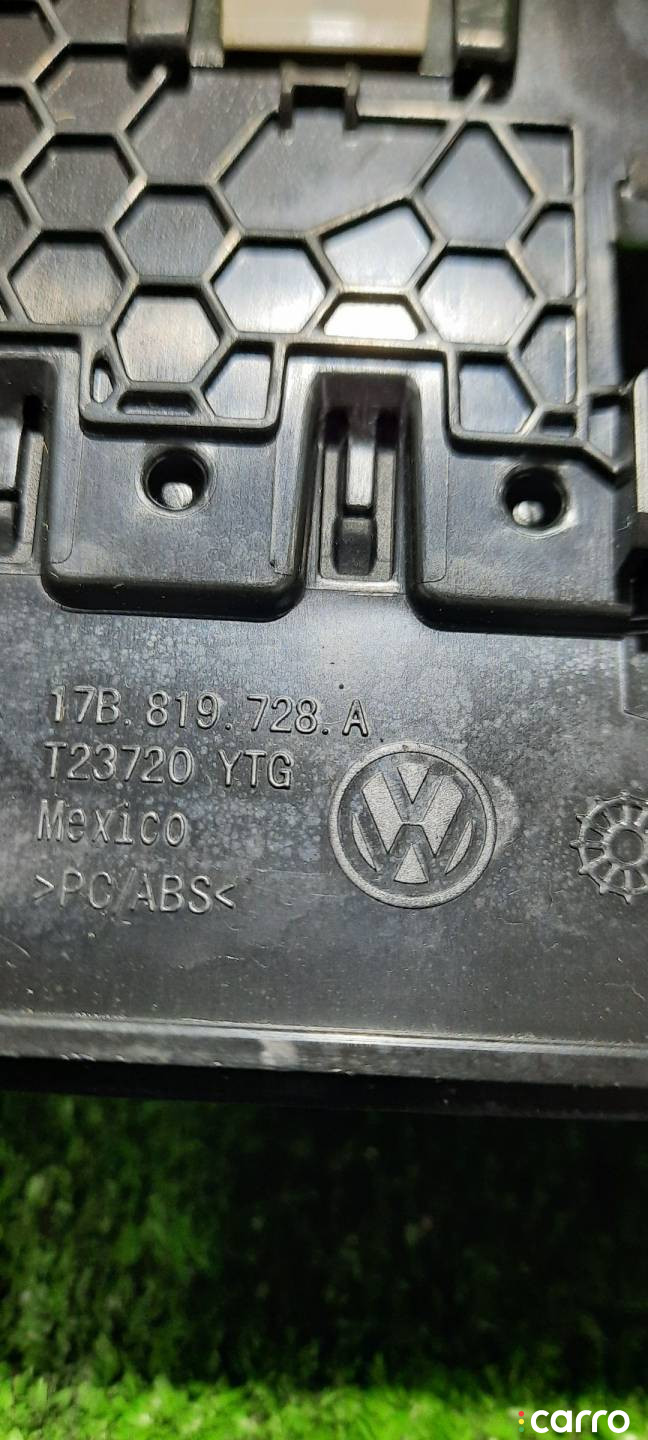 17B.819.728.A
T23720 YTG
Mexico
>PC/ABS<
carro